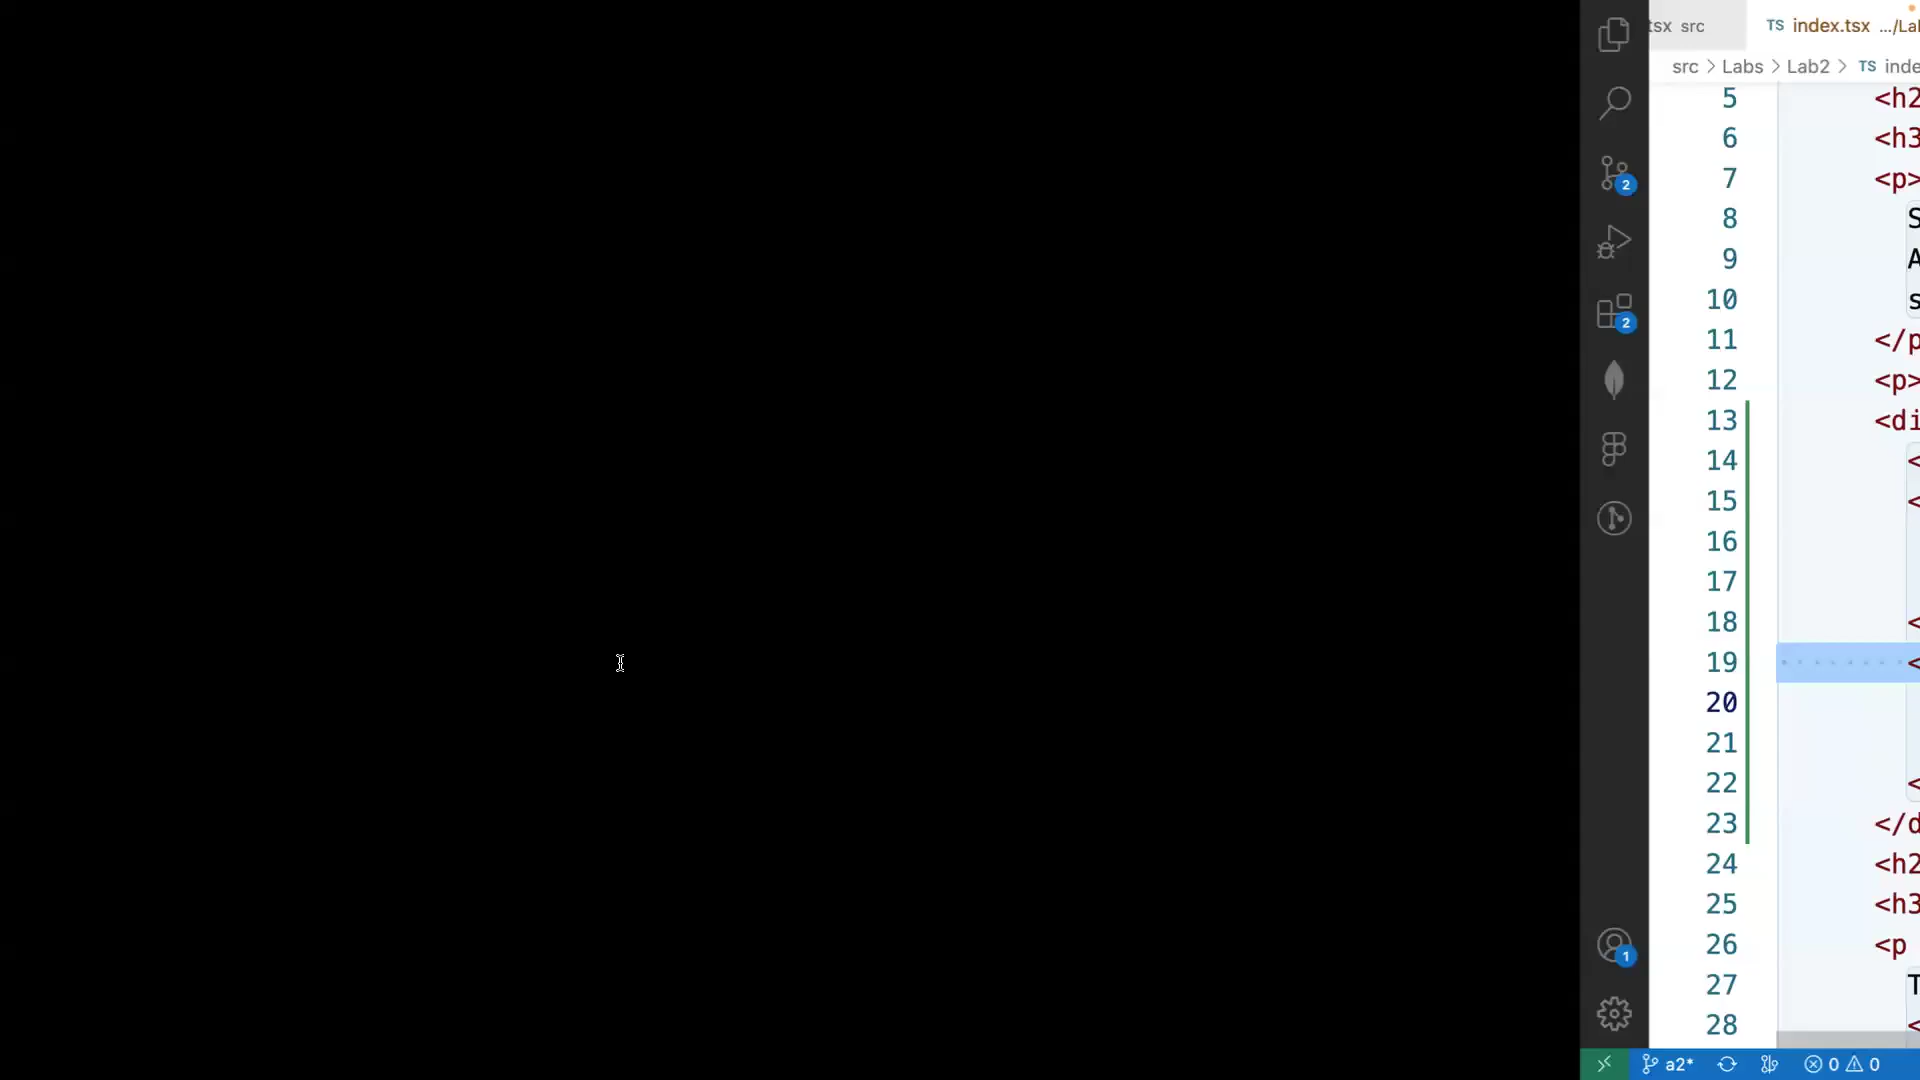 tsx src
TS index.tsx .../La
src > Labs > Lab2 > TS inde
5 <h2
6 <h3
7 <p>
8 S
9 A
10 s
11 </p
12 <p>
13 <di
14 <
15 <
16
17
18 <
19 <
20
21
22 <
23 </d
24 <h2
25 <h3
26 <p
27 T
28 <
2
2
1
a2* 0 0